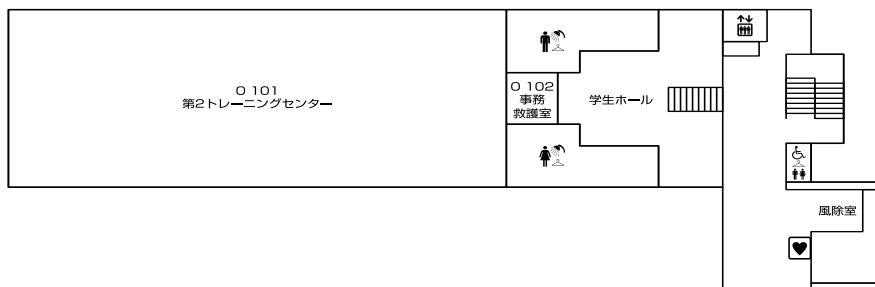 O 101
第2トレーニングセンター
O 102
事務
救護室
学生ホール
風除室